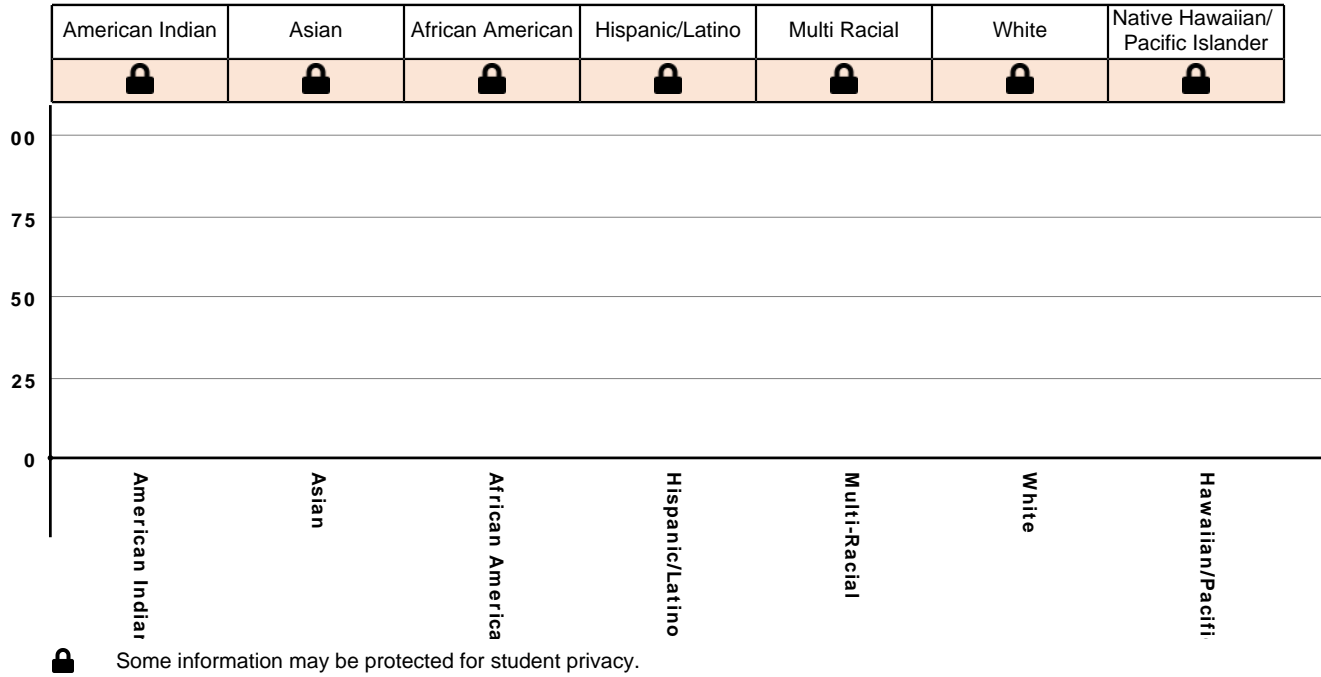 American Indian Asian African American Hispanic/Latino Multi Racial White Native Hawaiian/
Pacific Islander
00
75
50
25
0
American Indian
Asian
African America
Hispanic/Latino
Multi-Racial
White
Hawaiian/Pacifi
Some information may be protected for student privacy.